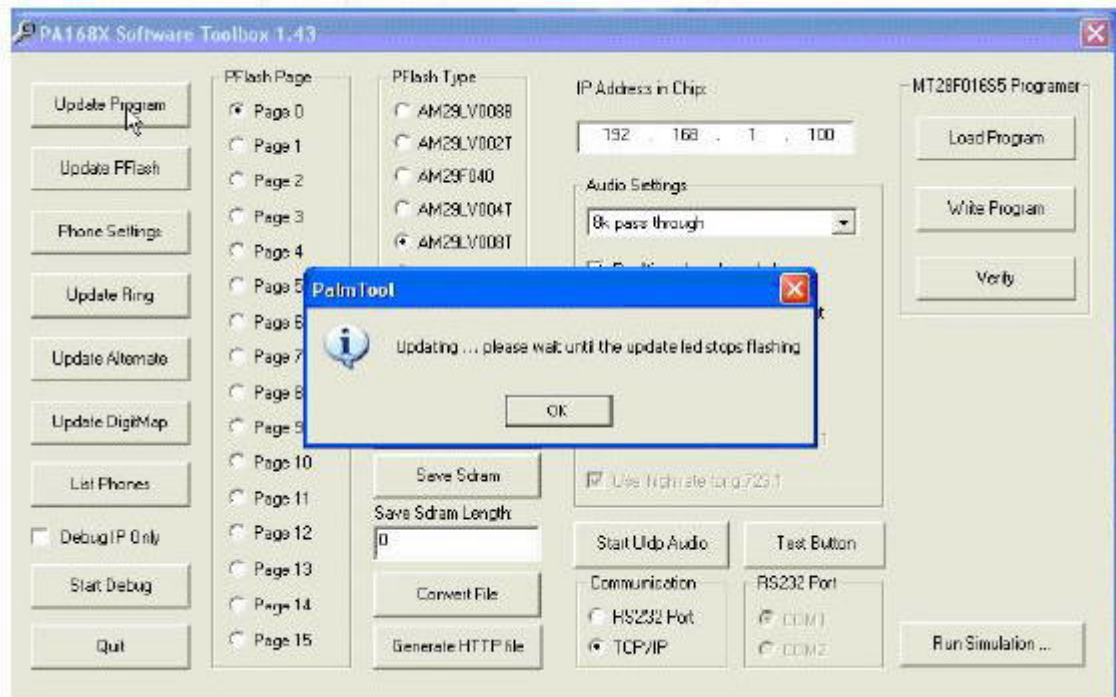 PA168X Software Toolbox 1.43
Update Program
Update PFlash
Phone Settings
Update Ring
Update Alternate
Update DigitMap
List Phones
Debug IP Only
Start Debug
Quit
PFlash Page
Page 0
Page 1
Page 2
Page 3
Page 4
Page 5
Page 6
Page 7
Page 8
Page 9
Page 10
Page 11
Page 12
Page 13
Page 14
Page 15
PFlash Type
AM29LV008B
AM29LV002T
AM29F040
AM29LV004T
AM29LV008T
Save Sdram
Save Sdram Length:
0
Convert File
Generate HTTP file
IP Address in Chip:
192 . 168 . 1 . 100
Audio Settings
8k pass through
PalmTool
Updating ... please wait until the update led stops flashing
OK
Use high rate for g.723.1
Start Udp Audio
Test Button
Communication
RS232 Port
TCP/IP
RS232 Port
COM1
COM2
MT28F016S5 Programer
Load Program
Write Program
Verify
Run Simulation ...